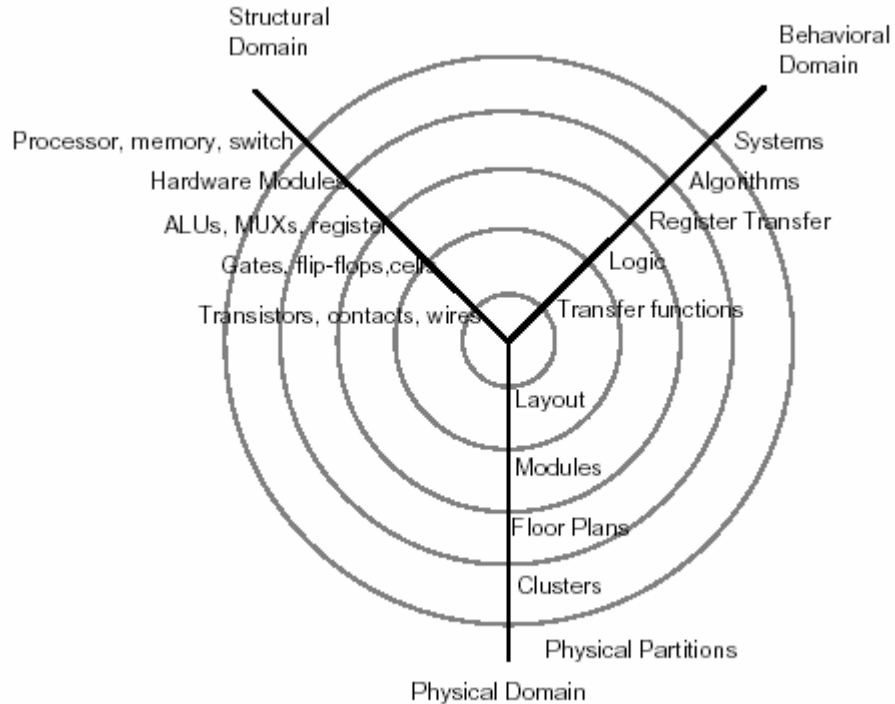 Structural
Domain
Behavioral
Domain
Processor, memory, switch
Systems
Hardware Modules
Algorithms
ALUs, MUXs, register
Register Transfer
Gates, flip-flops,cells
Logic
Transistors, contacts, wires
Transfer functions
Layout
Modules
Floor Plans
Clusters
Physical Partitions
Physical Domain